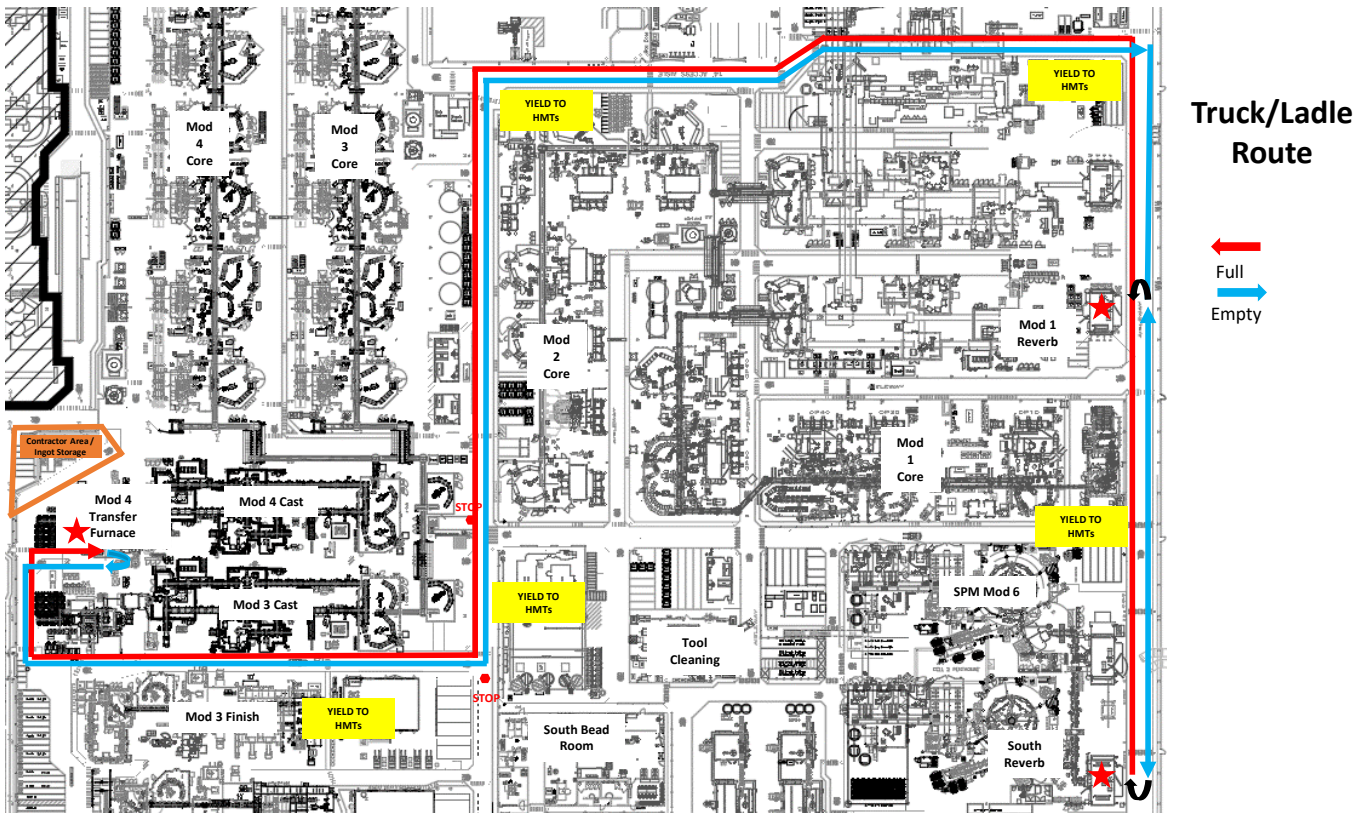 Truck/Ladle
Route
Full
Empty
YIELD TO
HMTs
YIELD TO
HMTs
Mod
4
Core
Mod
3
Core
Mod
2
Core
Mod 1
Reverb
Contractor Area /
Ingot Storage
Mod
1
Core
Mod 4
Transfer
Furnace
Mod 4 Cast
STOP
YIELD TO
HMTs
Mod 3 Cast
YIELD TO
HMTs
SPM Mod 6
Tool
Cleaning
STOP
Mod 3 Finish
YIELD TO
HMTs
South Bead
Room
South
Reverb